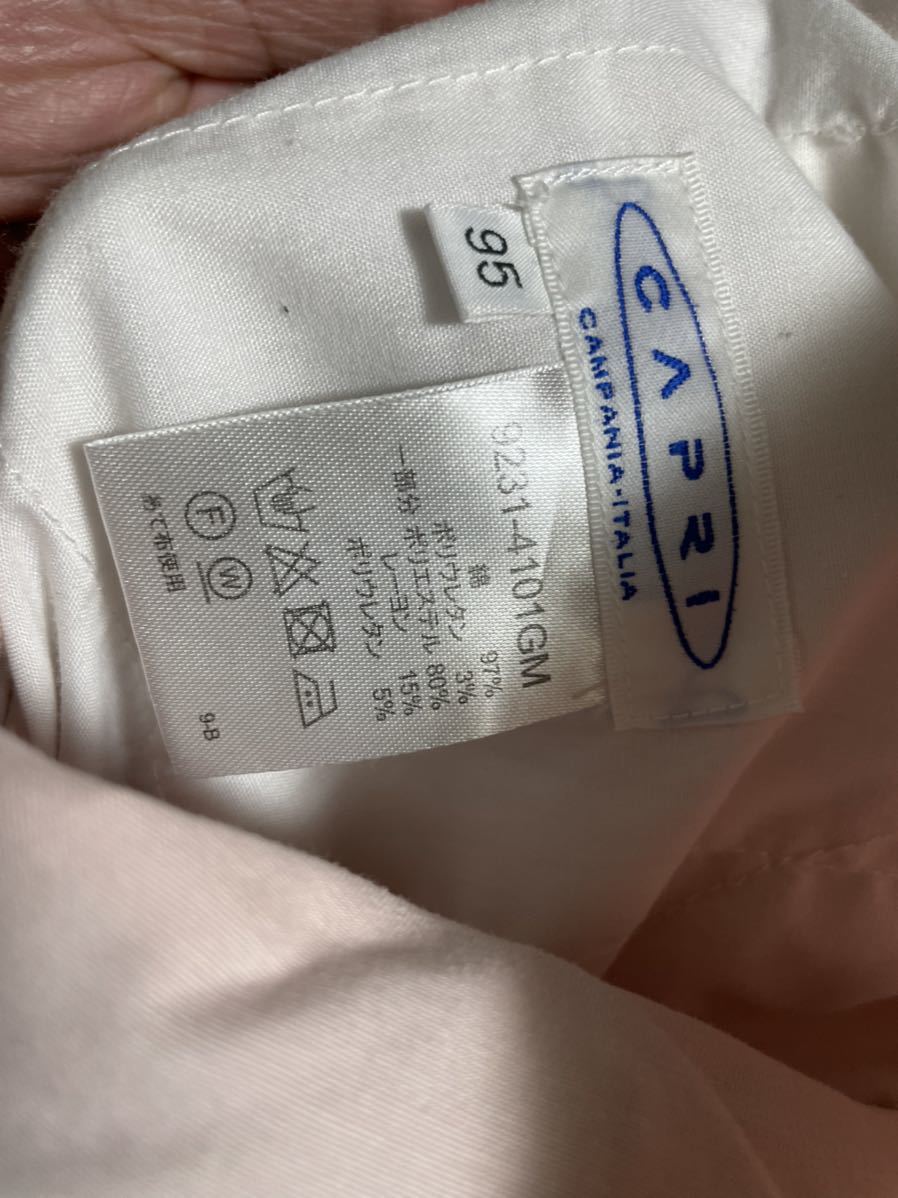 CAPRI
CAMPANIA·ITALIA
95
9231-4101GM
綿 97%
ポリウレタン 3%
一部分 ポリエステル 80%
レーヨン 15%
ポリウレタン 5%
F W
あて布使用
9-B